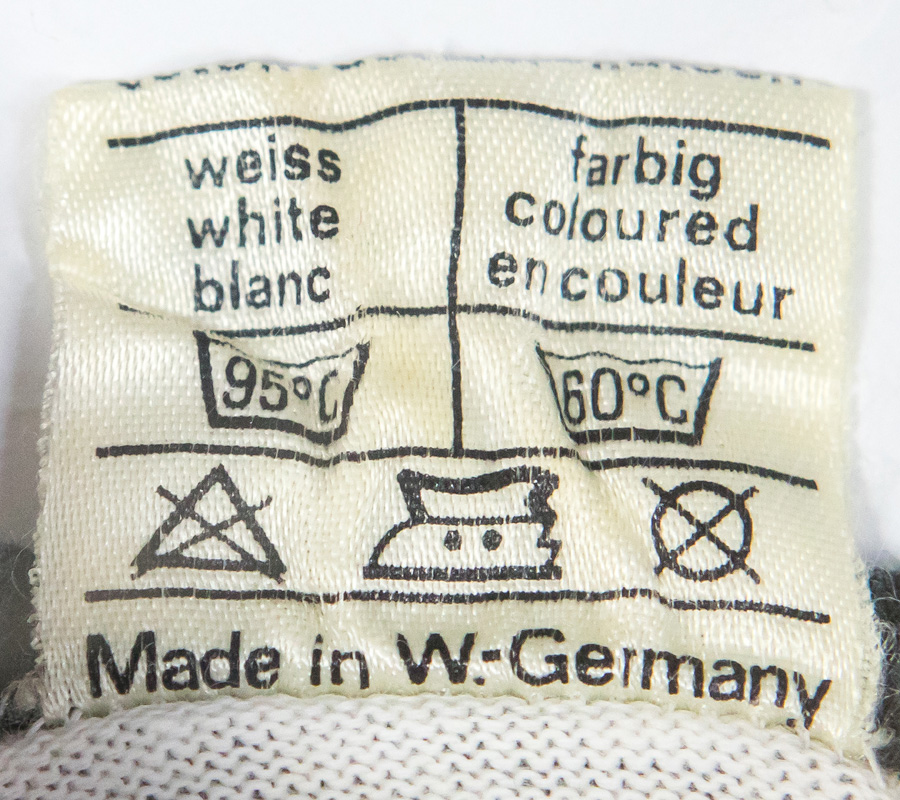 weiss
white
blanc
farbig
coloured
en couleur
95°C
60°C
Made in W.-Germany